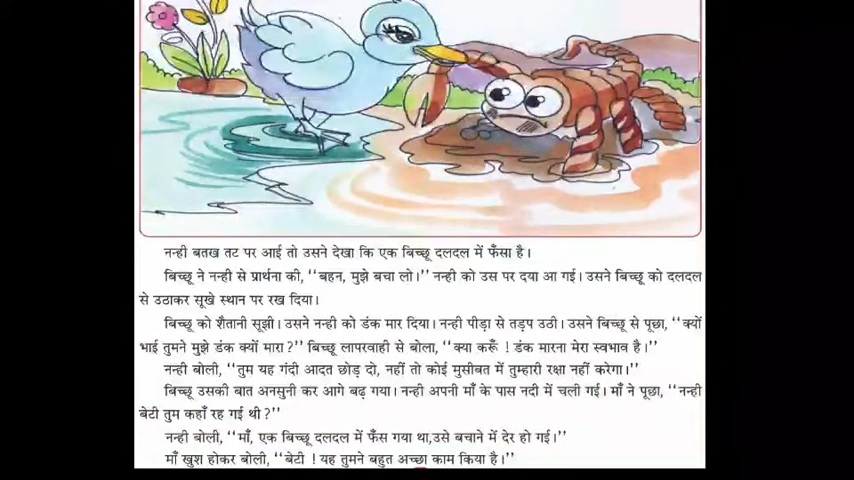 नन्ही बतख तट पर आई तो उसने देखा कि एक बिच्छू दलदल में फँसा है।
बिच्छू ने नन्ही से प्रार्थना की, ‘‘बहन, मुझे बचा लो।’’ नन्ही को उस पर दया आ गई। उसने बिच्छू को दलदल
से उठाकर सूखे स्थान पर रख दिया।
बिच्छू को शैतानी सूझी। उसने नन्ही को डंक मार दिया। नन्ही पीड़ा से तड़प उठी। उसने बिच्छू से पूछा, ‘‘क्यों
भाई तुमने मुझे डंक क्यों मारा?’’ बिच्छू लापरवाही से बोला, ‘‘क्या करूँ ! डंक मारना मेरा स्वभाव है।’’
नन्ही बोली, ‘‘तुम यह गंदी आदत छोड़ दो, नहीं तो कोई मुसीबत में तुम्हारी रक्षा नहीं करेगा।’’
बिच्छू उसकी बात अनसुनी कर आगे बढ़ गया। नन्ही अपनी माँ के पास नदी में चली गई। माँ ने पूछा, ‘‘नन्ही
बेटी तुम कहाँ रह गई थी?’’
नन्ही बोली, ‘‘माँ, एक बिच्छू दलदल में फँस गया था,उसे बचाने में देर हो गई।’’
माँ खुश होकर बोली, ‘‘बेटी ! यह तुमने बहुत अच्छा काम किया है।’’